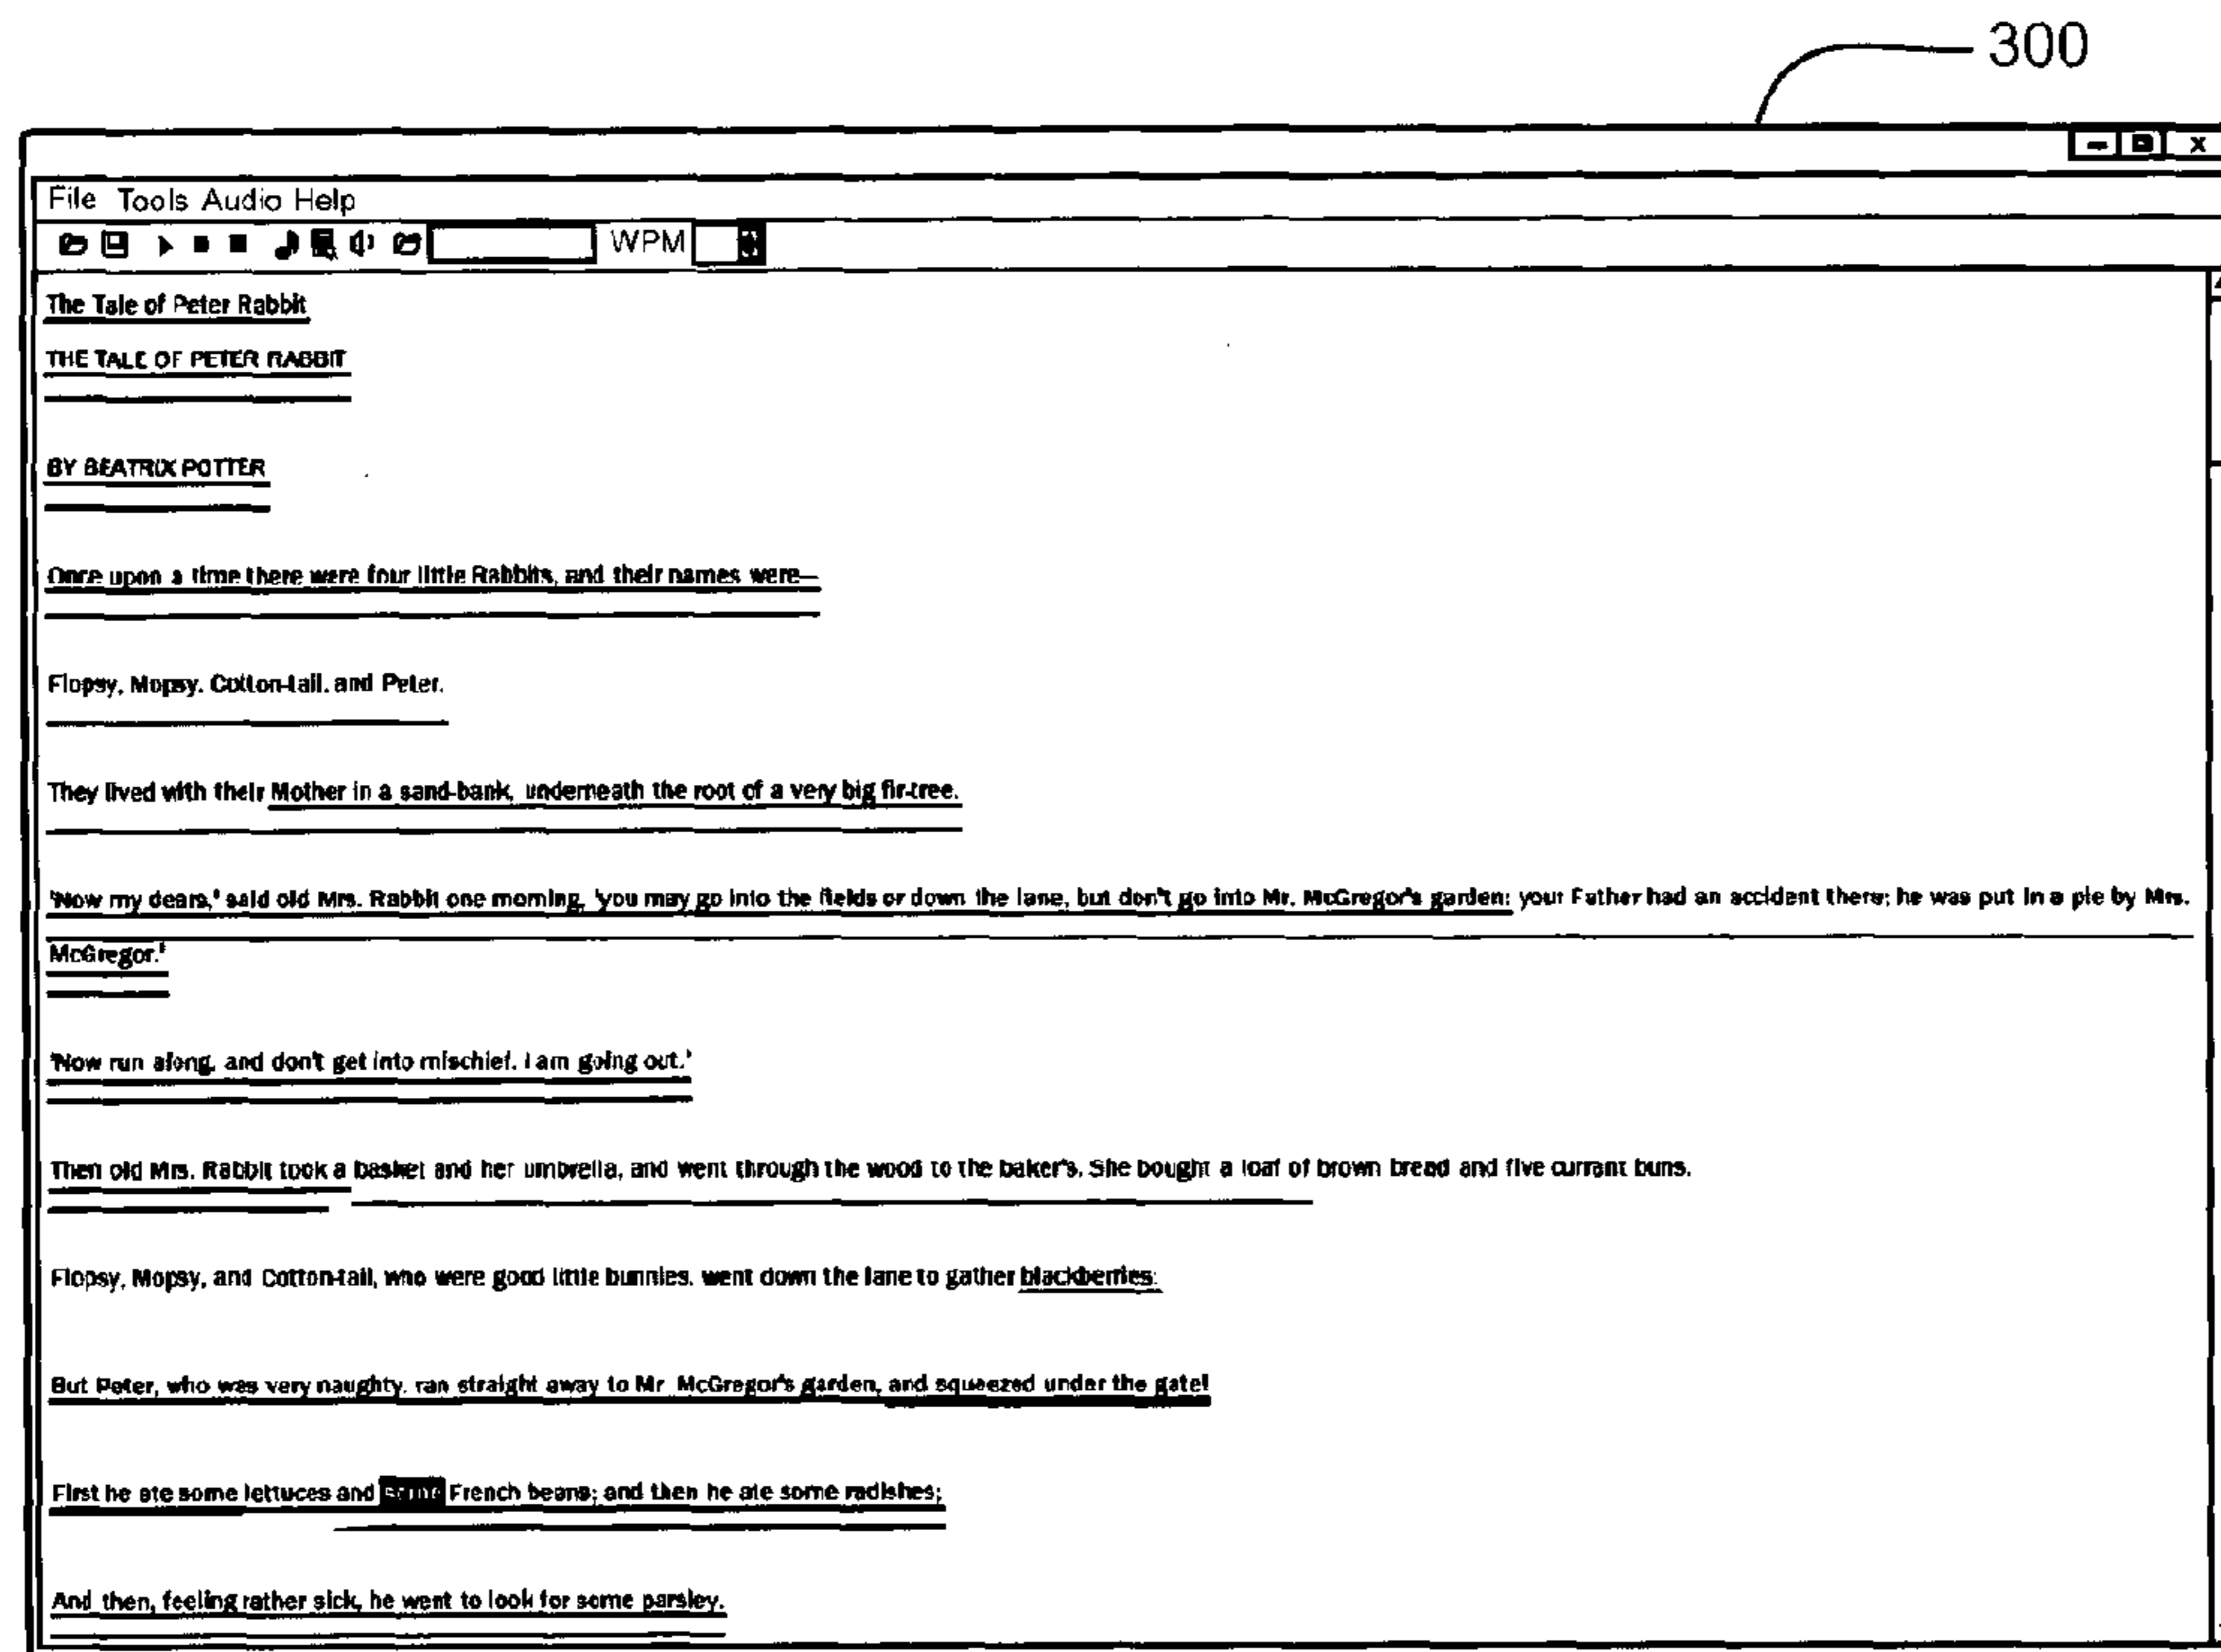 300
x
File Tools Audio Help
WPM
The Tale of Peter Rabbit
THE TALE OF PETER RABBIT
BY BEATRIX POTTER
Once upon a time there were four little Rabbits, and their names were—
Flopsy, Mopsy, Cotton-tail, and Peter.
They lived with their Mother in a sand-bank, underneath the root of a very big fir-tree.
'Now my dears,' said old Mrs. Rabbit one morning, 'you may go into the fields or down the lane, but don't go into Mr. McGregor's garden: your Father had an accident there; he was put in a pie by Mrs.
McGregor.'
'Now run along, and don't get into mischief. I am going out.'
Then old Mrs. Rabbit took a basket and her umbrella, and went through the wood to the baker's. She bought a loaf of brown bread and five currant buns.
Flopsy, Mopsy, and Cotton-tail, who were good little bunnies, went down the lane to gather blackberries:
But Peter, who was very naughty, ran straight away to Mr. McGregor's garden, and squeezed under the gate!
First he ate some lettuces and some French beans; and then he ate some radishes;
And then, feeling rather sick, he went to look for some parsley.